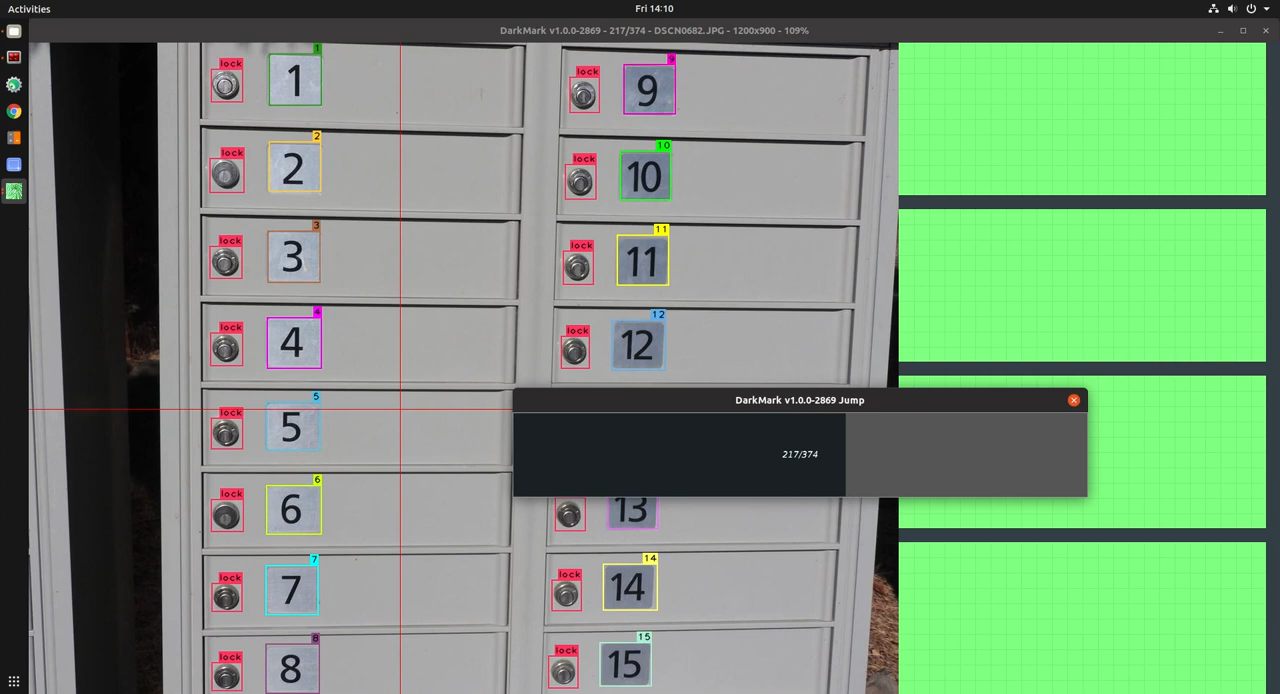 Activities
Fri 14:10
DarkMark v1.0.0-2869 - 217/374 - DSCN0682.JPG - 1200x900 - 109%
1
lock
1
9
lock
9
2
lock
2
10
lock
10
3
lock
3
11
lock
11
4
lock
4
12
lock
12
5
lock
5
DarkMark v1.0.0-2869 Jump
217/374
6
lock
6
13
7
lock
7
14
lock
14
8
lock
8
15
lock
15